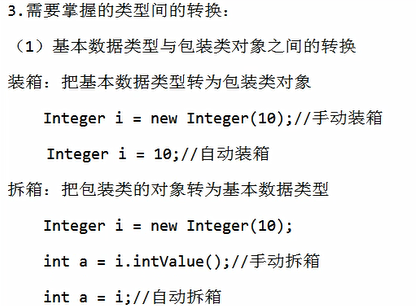 3.需要掌握的类型间的转换：
（1）基本数据类型与包装类对象之间的转换
装箱：把基本数据类型转为包装类对象
Integer i = new Integer(10);//手动装箱
Integer i = 10;//自动装箱
拆箱：把包装类的对象转为基本数据类型
Integer i = new Integer(10);
int a = i.intValue();//手动拆箱
int a = i;//自动拆箱